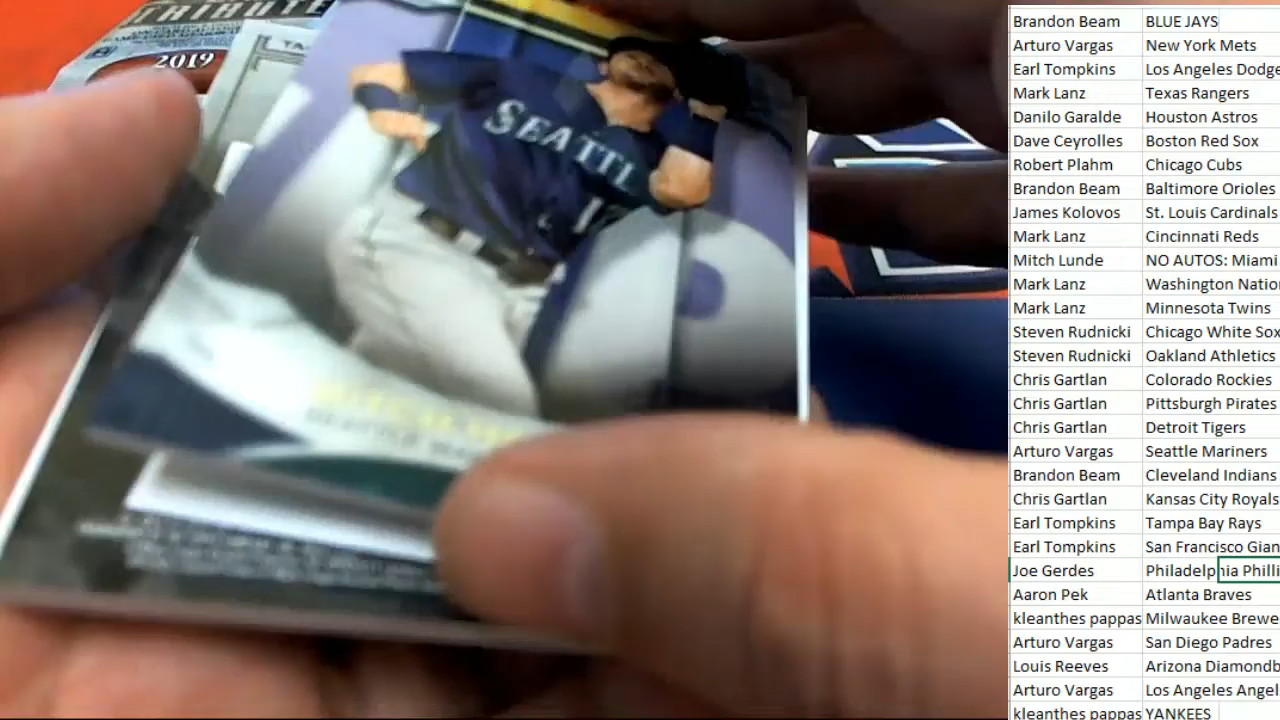 TRIBUTE
2019
SEATTL
Brandon Beam BLUE JAYS
Arturo Vargas New York Mets
Earl Tompkins Los Angeles Dodge
Mark Lanz Texas Rangers
Danilo Garalde Houston Astros
Dave Ceyrolles Boston Red Sox
Robert Plahm Chicago Cubs
Brandon Beam Baltimore Orioles
James Kolovos St. Louis Cardinals
Mark Lanz Cincinnati Reds
Mitch Lunde NO AUTOS: Miami
Mark Lanz Washington Natio
Mark Lanz Minnesota Twins
Steven Rudnicki Chicago White Sox
Steven Rudnicki Oakland Athletics
Chris Gartlan Colorado Rockies
Chris Gartlan Pittsburgh Pirates
Chris Gartlan Detroit Tigers
Arturo Vargas Seattle Mariners
Brandon Beam Cleveland Indians
Chris Gartlan Kansas City Royals
Earl Tompkins Tampa Bay Rays
Earl Tompkins San Francisco Gian
Joe Gerdes Philadelphia Philli
Aaron Pek Atlanta Braves
kleanthes pappas Milwaukee Brewe
Arturo Vargas San Diego Padres
Louis Reeves Arizona Diamondb
Arturo Vargas Los Angeles Angel
kleanthes pappas YANKEES